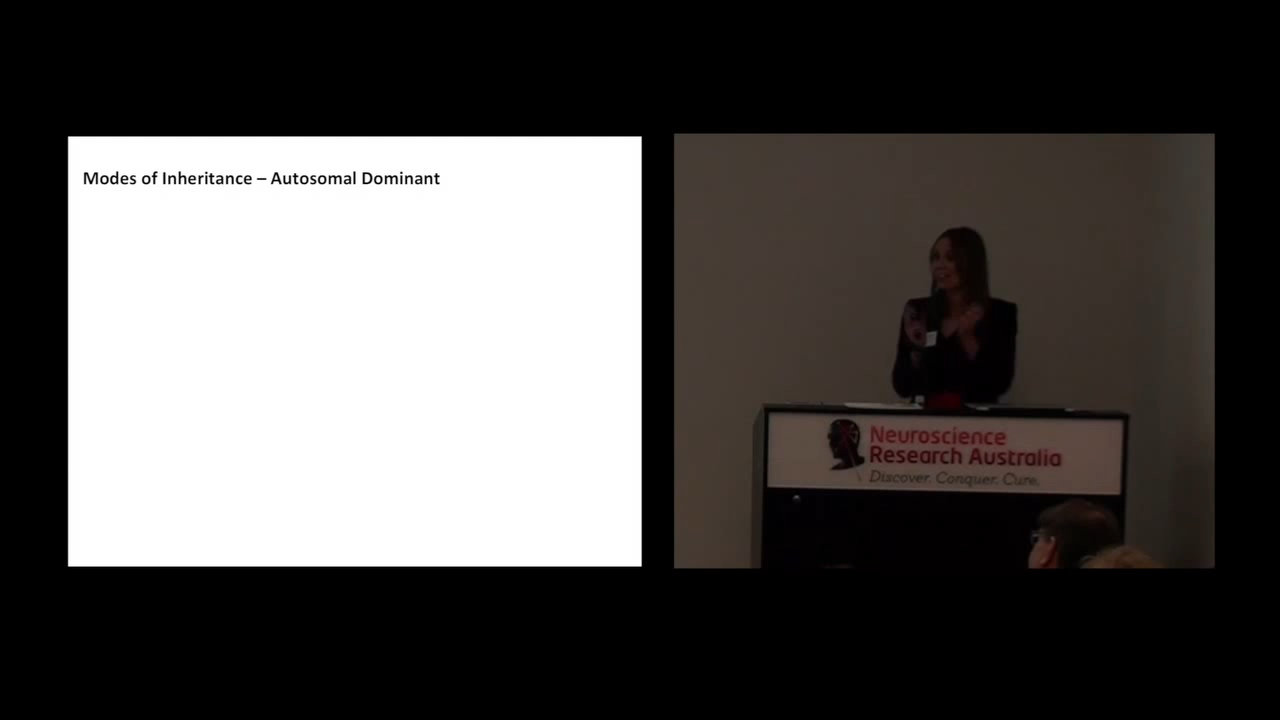 Modes of Inheritance – Autosomal Dominant
Neuroscience
Research Australia
Discover. Conquer. Cure.